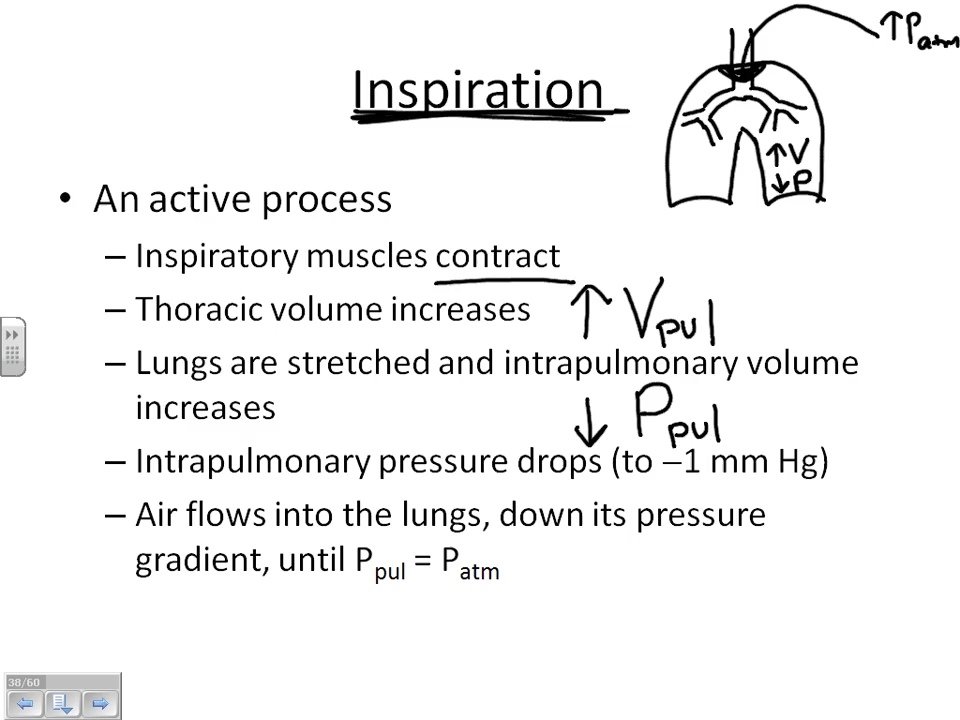 ↑Patm
Inspiration
↑V
↓P
• An active process
– Inspiratory muscles contract
– Thoracic volume increases ↑ Vpul
– Lungs are stretched and intrapulmonary volume
increases ↓ Ppul
– Intrapulmonary pressure drops (to –1 mm Hg)
– Air flows into the lungs, down its pressure
gradient, until Ppul = Patm
38/60